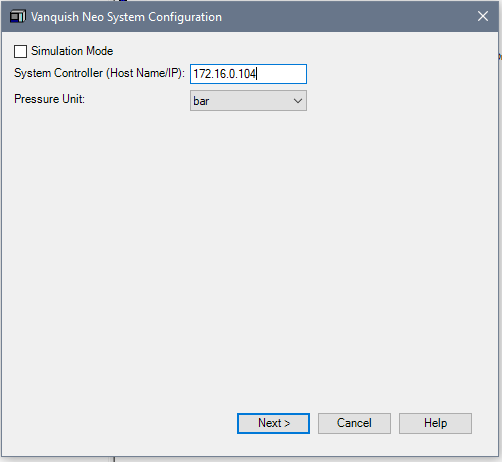 Vanquish Neo System Configuration
Simulation Mode
System Controller (Host Name/IP): 172.16.0.104
Pressure Unit: bar
Next > Cancel Help